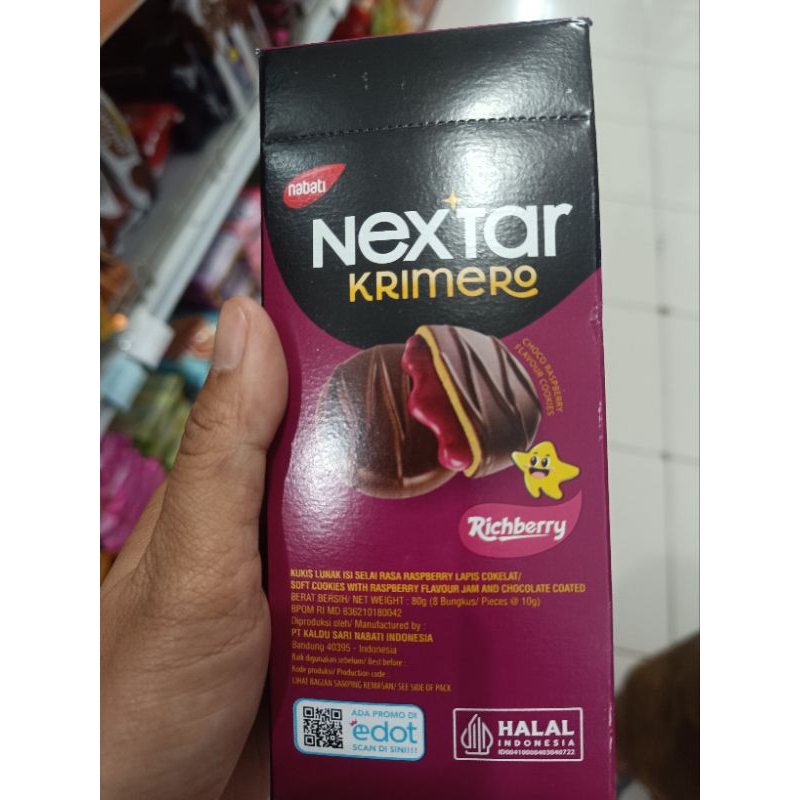 nabati
NEXTAR
KRIMERO
CHOCO RASPBERRY
FLAVOUR COOKIES
Richberry
KUKIS LUNAK ISI SELAI RASA RASPBERRY LAPIS COKELAT/
SOFT COOKIES WITH RASPBERRY FLAVOUR JAM AND CHOCOLATE COATED
BERAT BERSIH/ NET WEIGHT : 80g (8 Bungkus/ Pieces @ 10g)
BPOM RI MD 836210180042
Diproduksi oleh/ Manufactured by :
PT KALDU SARI NABATI INDONESIA
Bandung 40395 - Indonesia
Baik digunakan sebelum/ Best before :
Kode produksi/ Production code :
LIHAT BAGIAN SAMPING KEMASAN/ SEE SIDE OF PACK
ADA PROMO DI
edot
SCAN DI SINI!!!!
HALAL
INDONESIA
ID00410000403040722